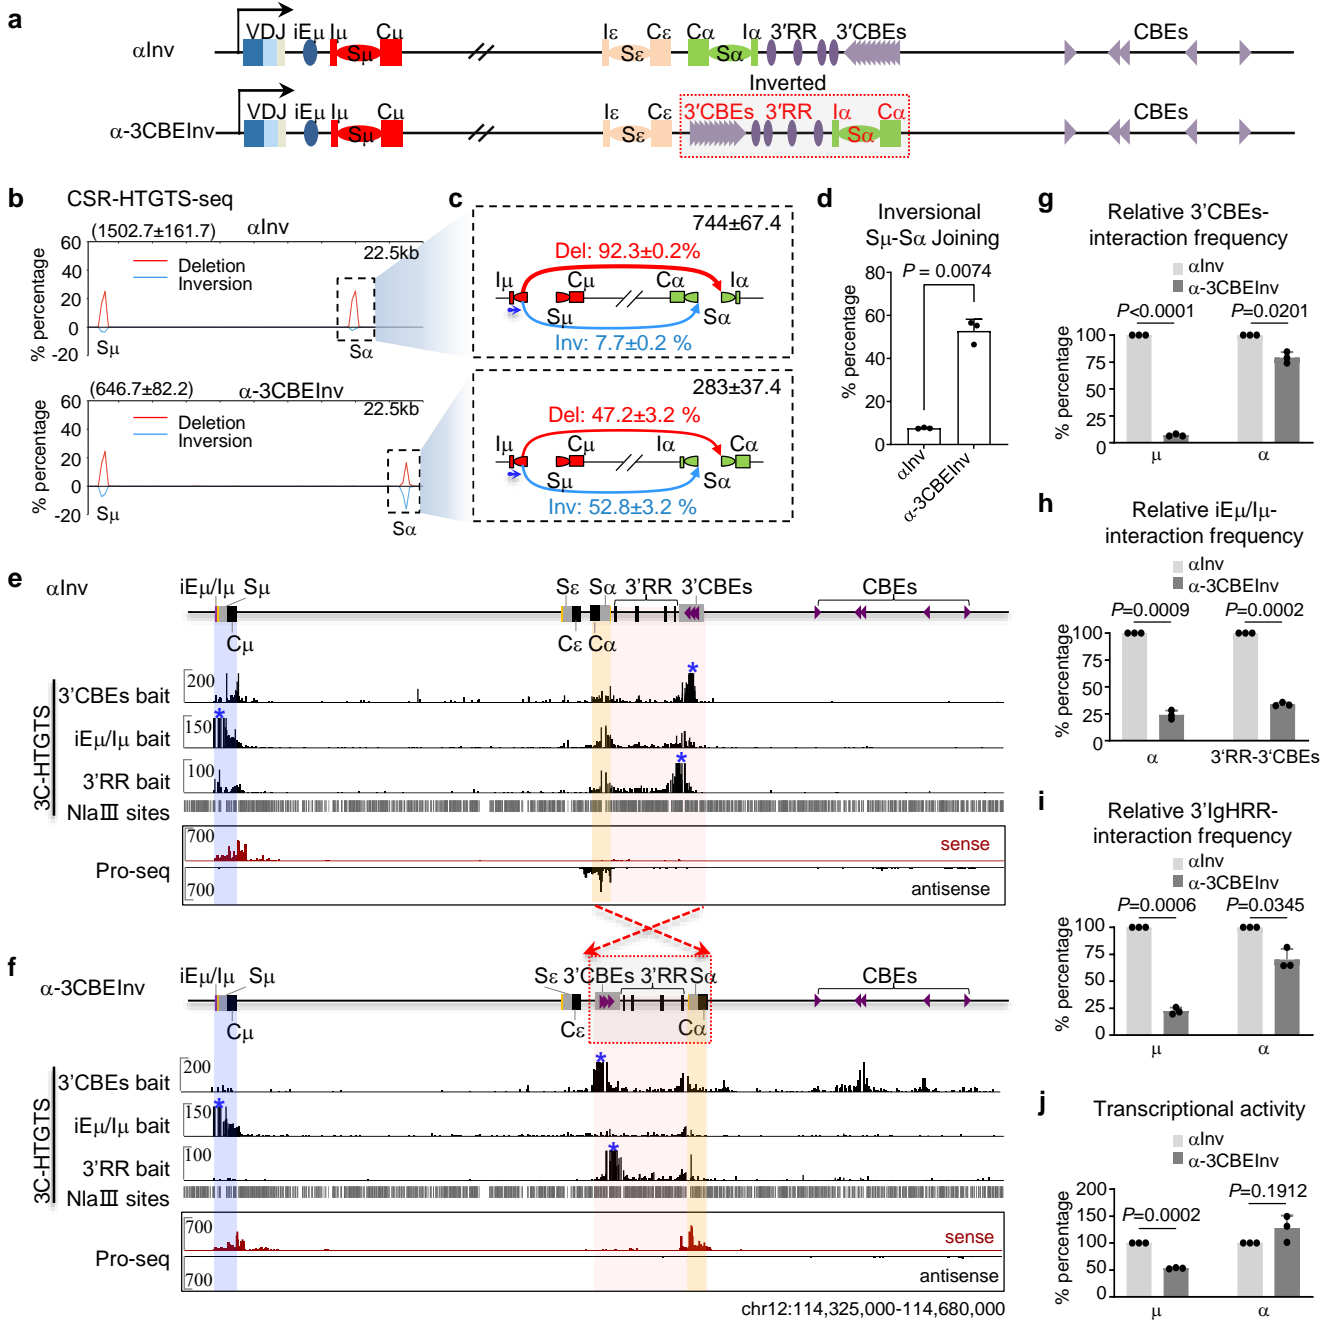 a
αInv
VDJ iEμ Iμ Cμ
Sμ
Iε Cε Cα Iα 3′RR 3′CBEs
Sε Sα
CBEs
Inverted
α-3CBEInv
VDJ iEμ Iμ Cμ
Sμ
Iε Cε 3′CBEs 3′RR Iα Cα
Sε Sα
CBEs
b
CSR-HTGTS-seq
(1502.7±161.7) αInv
22.5kb
Deletion
Inversion
% percentage
60
40
20
0
-20
Sμ Sα
(646.7±82.2) α-3CBEInv
22.5kb
Deletion
Inversion
% percentage
60
40
20
0
-20
Sμ Sα
c
744±67.4
Del: 92.3±0.2%
Iμ Cμ Cα Iα
Sμ Sα
Inv: 7.7±0.2 %
283±37.4
Del: 47.2±3.2 %
Iμ Cμ Iα Cα
Sμ Sα
Inv: 52.8±3.2 %
d
Inversional
Sμ-Sα Joining
P = 0.0074
% percentage
80
60
40
20
0
αInv
α-3CBEInv
e
αInv
iEμ/Iμ Sμ Sε Sα 3′RR 3′CBEs CBEs
Cμ Cε Cα
3C-HTGTS
3′CBEs bait 200
*
iEμ/Iμ bait 150
*
3′RR bait 100
*
NlaIII sites
Pro-seq
700 sense
700 antisense
f
α-3CBEInv
iEμ/Iμ Sμ Sε 3′CBEs 3′RR Sα CBEs
Cμ Cε Cα
3C-HTGTS
3′CBEs bait 200
*
iEμ/Iμ bait 150
*
3′RR bait 100
*
NlaIII sites
Pro-seq
700 sense
700 antisense
chr12:114,325,000-114,680,000
g
Relative 3’CBEs-
interaction frequency
αInv
α-3CBEInv
P<0.0001 P=0.0201
% percentage
100
75
50
25
0
μ α
h
Relative iEμ/Iμ-
interaction frequency
αInv
α-3CBEInv
P=0.0009 P=0.0002
% percentage
100
75
50
25
0
α 3‘RR-3‘CBEs
i
Relative 3’IgHRR-
interaction frequency
αInv
α-3CBEInv
P=0.0006 P=0.0345
% percentage
100
75
50
25
0
μ α
j
Transcriptional activity
αInv
α-3CBEInv
P=0.0002 P=0.1912
% percentage
200
150
100
50
0
μ α